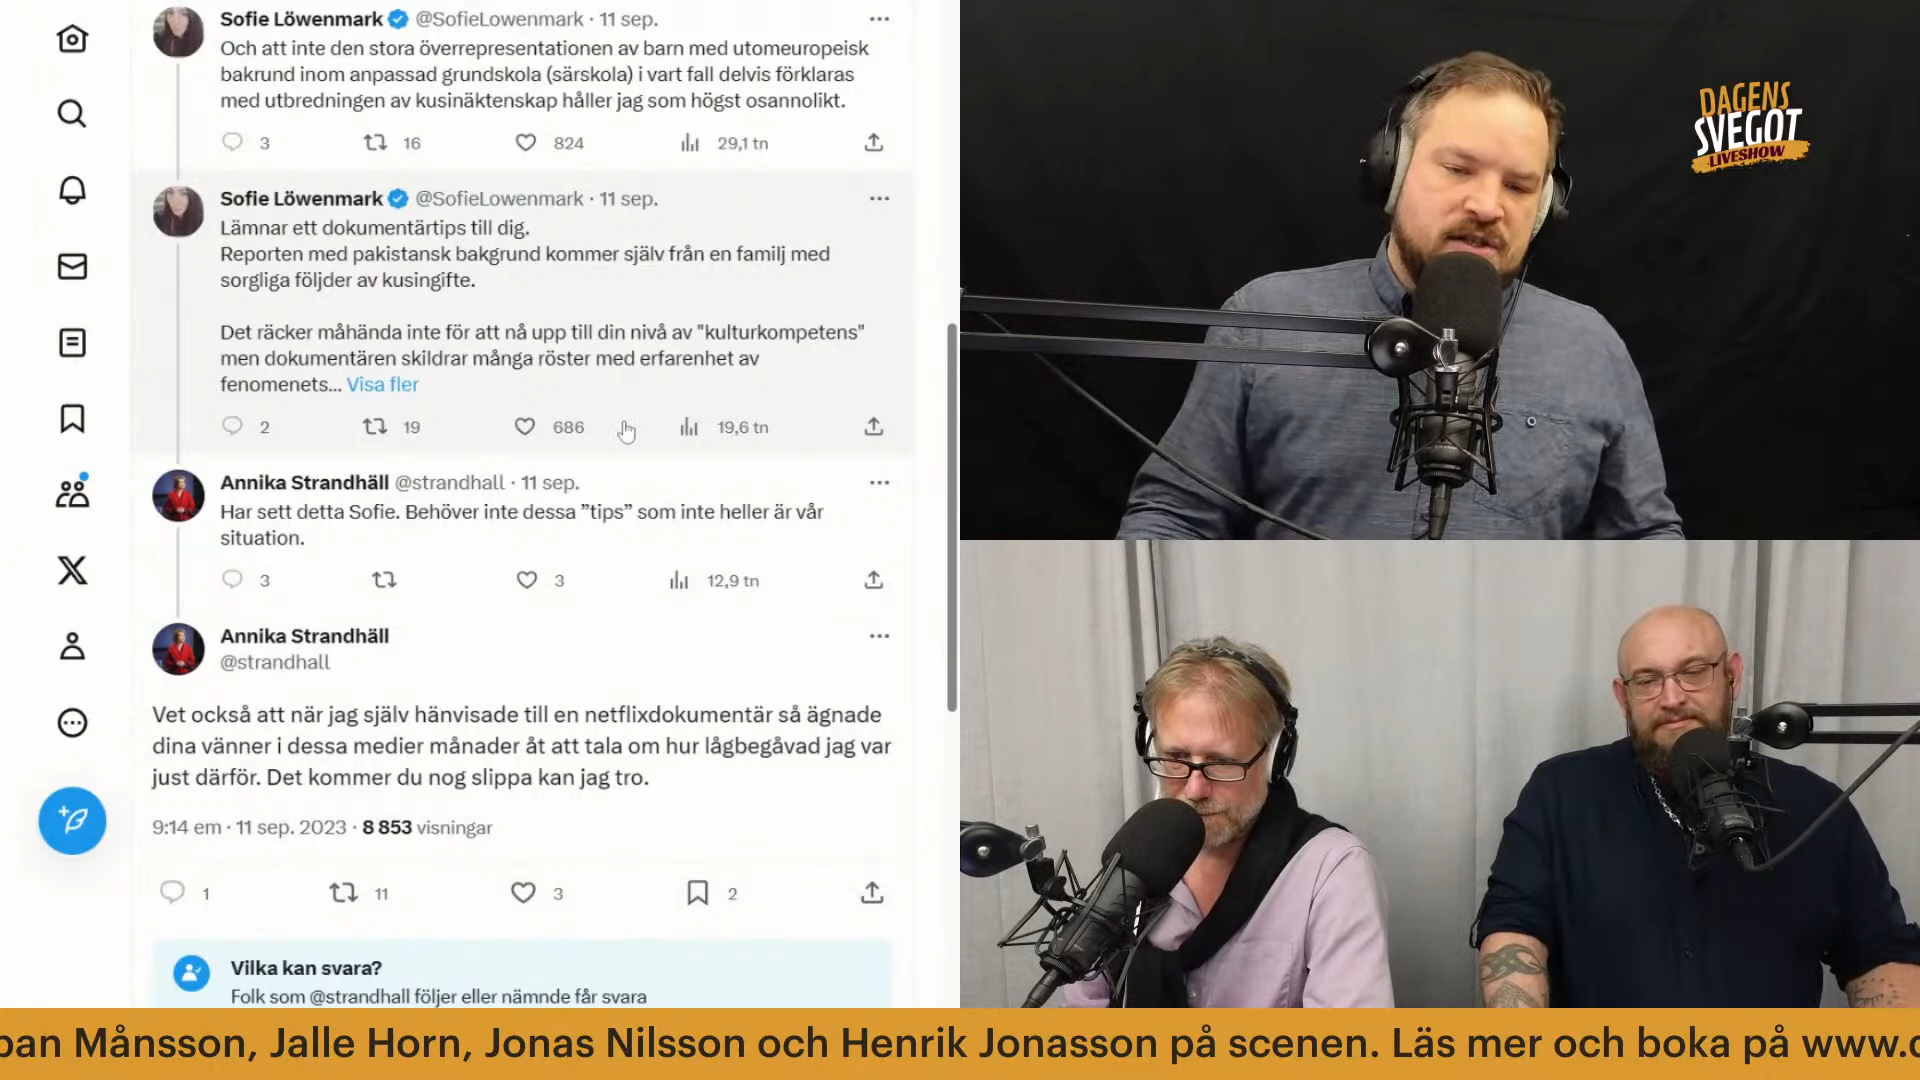 Sofie Löwenmark @SofieLowenmark · 11 sep.
Och att inte den stora överrepresentationen av barn med utomeuropeisk
bakrund inom anpassad grundskola (särskola) i vart fall delvis förklaras
med utbredningen av kusinäktenskap håller jag som högst osannolikt.
3 16 824 29,1 tn
Sofie Löwenmark @SofieLowenmark · 11 sep.
Lämnar ett dokumentärtips till dig.
Reporten med pakistansk bakgrund kommer själv från en familj med
sorgliga följder av kusingifte.
Det räcker måhända inte för att nå upp till din nivå av "kulturkompetens"
men dokumentären skildrar många röster med erfarenhet av
fenomenets... Visa fler
2 19 686 19,6 tn
Annika Strandhäll @strandhall · 11 sep.
Har sett detta Sofie. Behöver inte dessa ”tips” som inte heller är vår
situation.
3 3 12,9 tn
Annika Strandhäll
@strandhall
Vet också att när jag själv hänvisade till en netflixdokumentär så ägnade
dina vänner i dessa medier månader åt att tala om hur lågbegåvad jag var
just därför. Det kommer du nog slippa kan jag tro.
9:14 em · 11 sep. 2023 · 8 853 visningar
1 11 3 2
Vilka kan svara?
Folk som @strandhall följer eller nämnde får svara
DAGENS
SVEGOT
LIVESHOW
Månsson, Jalle Horn, Jonas Nilsson och Henrik Jonasson på scenen. Läs mer och boka på www.